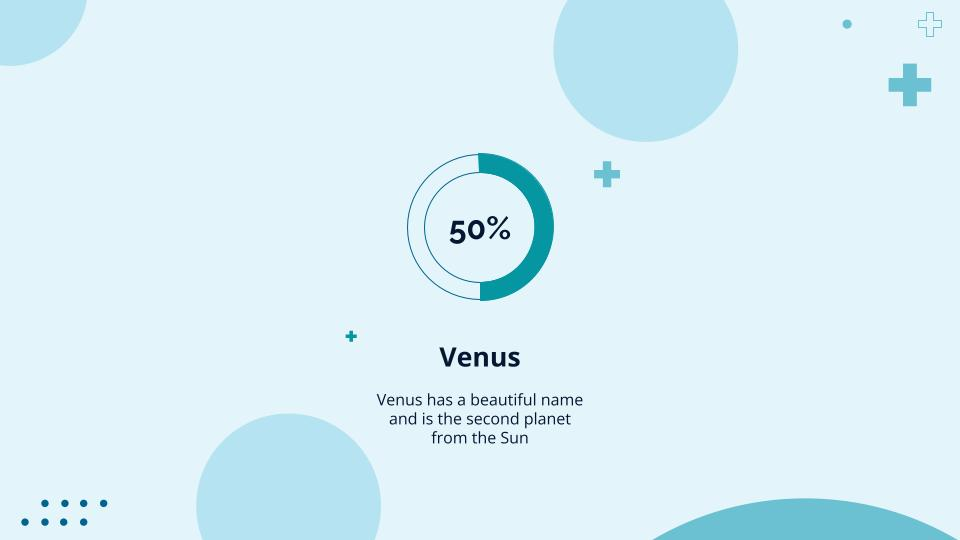 50%
Venus
Venus has a beautiful name
and is the second planet
from the Sun